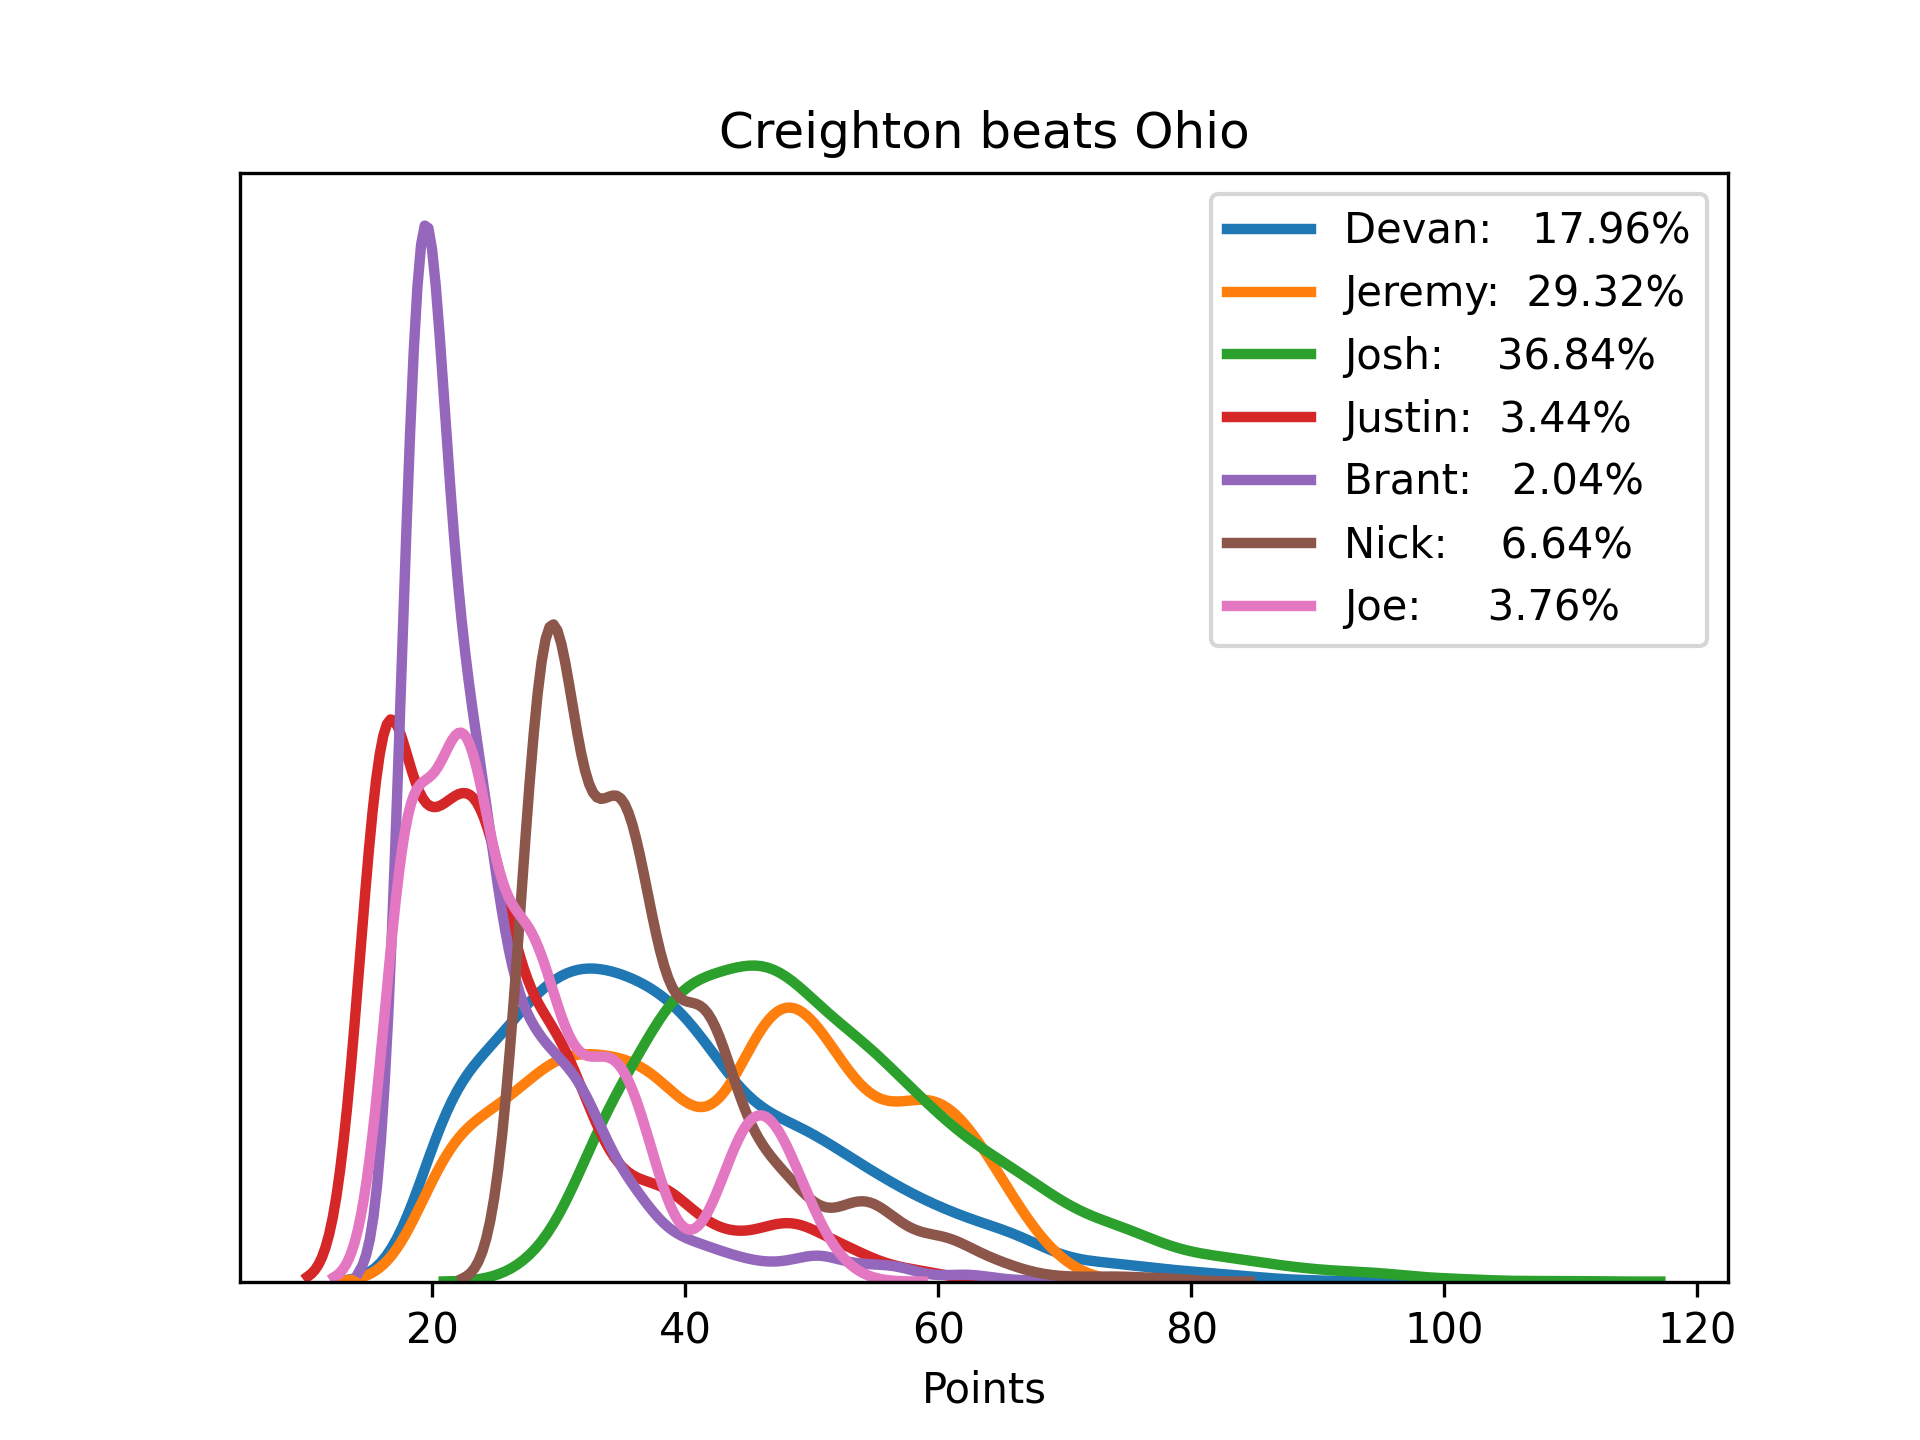 Creighton beats Ohio
Devan: 17.96%
Jeremy: 29.32%
Josh: 36.84%
Justin: 3.44%
Brant: 2.04%
Nick: 6.64%
Joe: 3.76%
20 40 60 80 100 120
Points